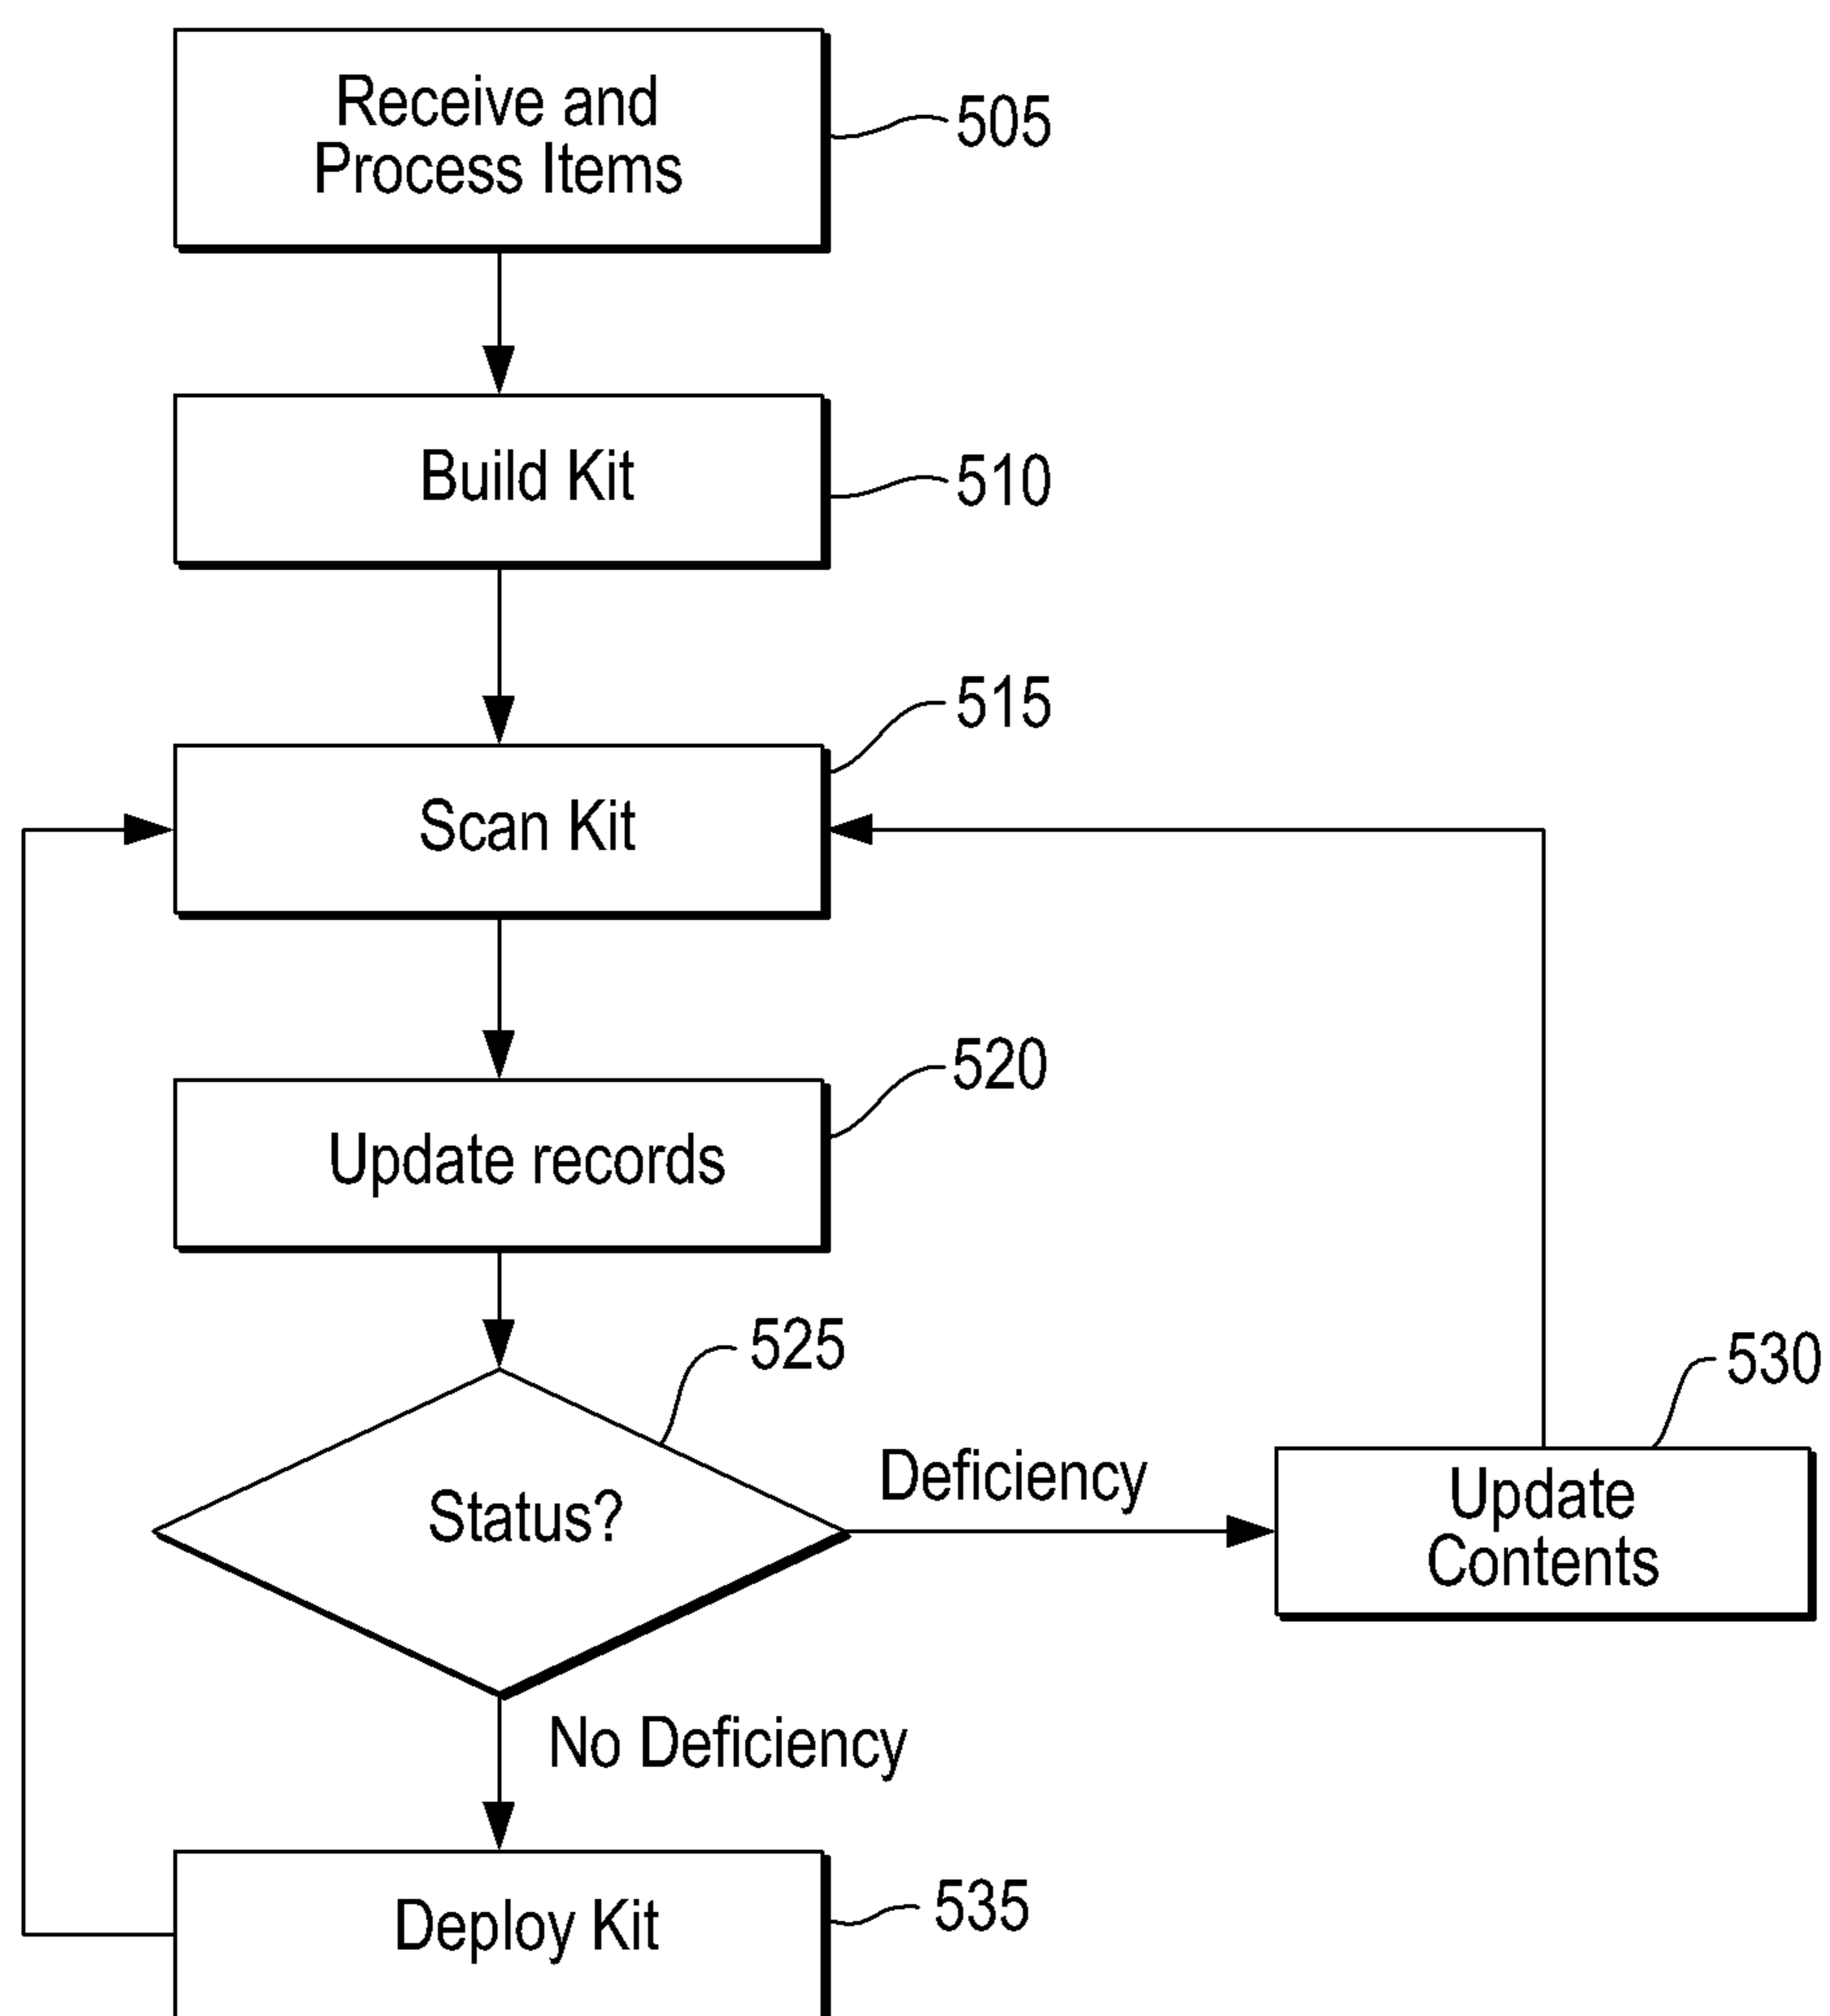 Receive and
Process Items
505
Build Kit
510
515
Scan Kit
520
Update records
525
Status?
Deficiency
530
Update
Contents
No Deficiency
Deploy Kit
535